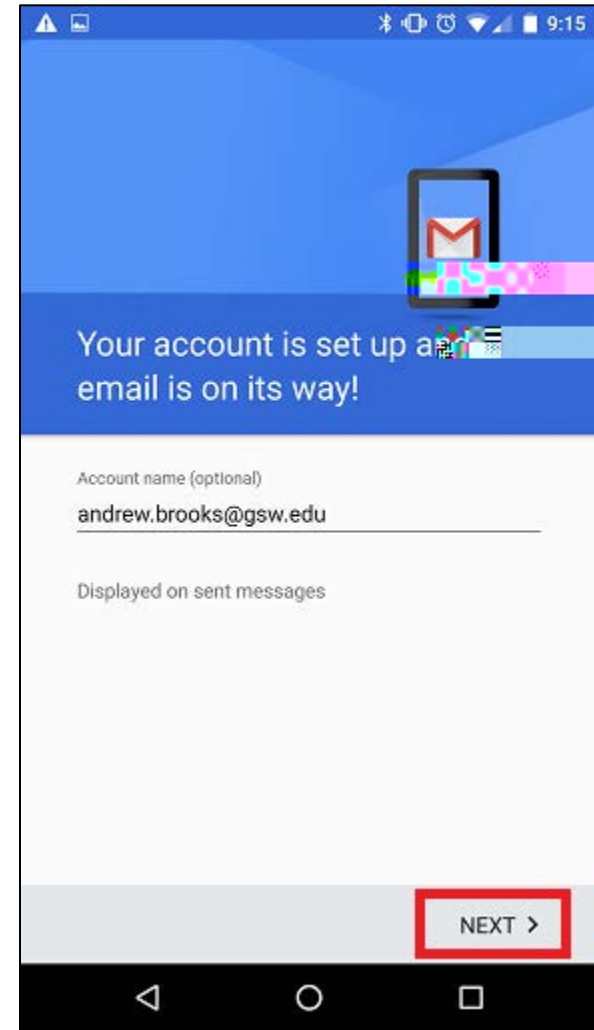 9:15
Your account is set up
email is on its way!
Account name (optional)
andrew.brooks@gsw.edu
Displayed on sent messages
NEXT